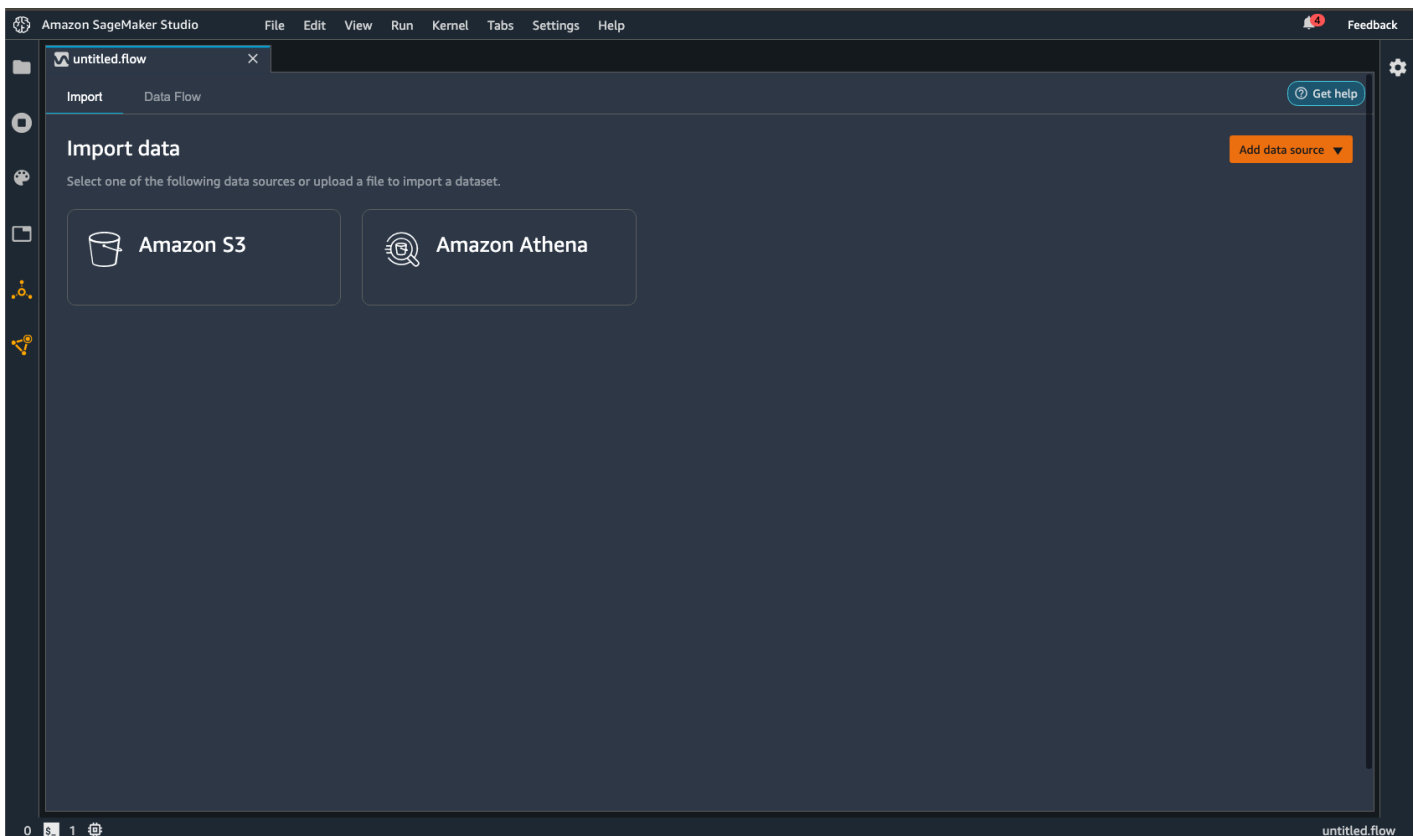 Amazon SageMaker Studio File Edit View Run Kernel Tabs Settings Help 4 Feedback
untitled.flow
Import Data Flow Get help
Import data
Add data source
Select one of the following data sources or upload a file to import a dataset.
Amazon S3 Amazon Athena
0 $_ 1 untitled.flow